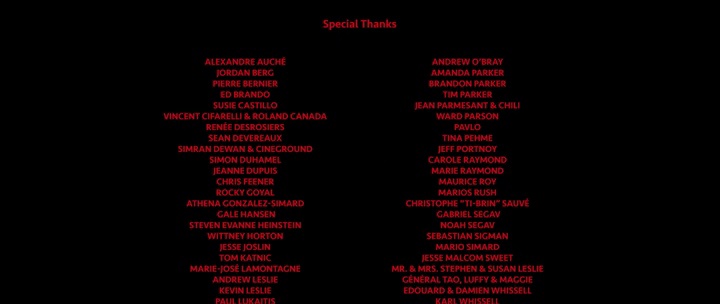 Special Thanks
ALEXANDRE AUCHÉ
JORDAN BERG
PIERRE BERNIER
ED BRANDO
SUSIE CASTILLO
VINCENT CIFARELLI & ROLAND CANADA
RENÉE DESROSIERS
SEAN DEVEREAUX
SIMRAN DEWAN & CINEGROUND
SIMON DUHAMEL
JEANNE DUPUIS
CHRIS FEENER
ROCKY GOYAL
ATHENA GONZALEZ-SIMARD
GALE HANSEN
STEVEN EVANNE HEINSTEIN
WITTNEY HORTON
JESSE JOSLIN
TOM KATNIC
MARIE-JOSÉ LAMONTAGNE
ANDREW LESLIE
KEVIN LESLIE
PAUL LUKAITIS
ANDREW O'BRAY
AMANDA PARKER
BRANDON PARKER
TIM PARKER
JEAN PARMESANT & CHILI
WARD PARSON
PAVLO
TINA PEHME
JEFF PORTNOY
CAROLE RAYMOND
MARIE RAYMOND
MAURICE ROY
MARIOS RUSH
CHRISTOPHE "TI-BRIN" SAUVÉ
GABRIEL SEGAV
NOAH SEGAV
SEBASTIAN SIGMAN
MARIO SIMARD
JESSE MALCOM SWEET
MR. & MRS. STEPHEN & SUSAN LESLIE
GÉNÉRAL TAO, LUFFY & MAGGIE
EDOUARD & DAMIEN WHISSELL
KARL WHISSELL